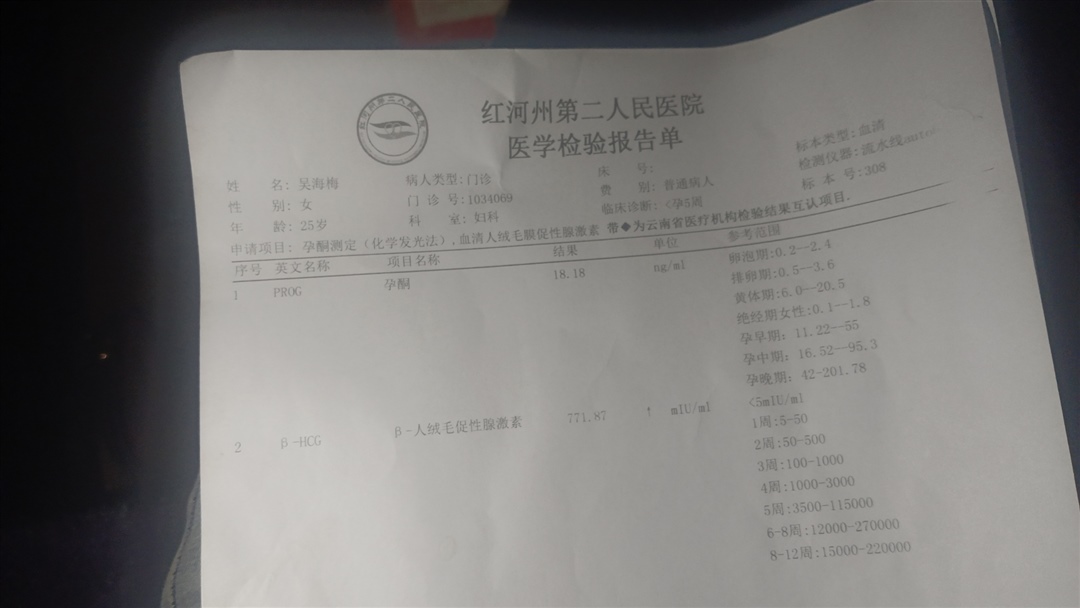 红河州第二人民医院
医学检验报告单
姓 名: 吴海梅 病人类型: 门诊 床 号: 标本类型: 血清
性 别: 女 门 诊 号: 1034069 费 别: 普通病人 检测仪器: 流水线
年 龄: 25岁 科 室: 妇科 临床诊断: <孕5周 标 本 号: 308
申请项目: 孕酮测定（化学发光法）,血清人绒毛膜促性腺激素 带◆为云南省医疗机构检验结果互认项目.
序号 英文名称 项目名称 结果 单位 参考范围
1 PROG 孕酮 18.18 ng/ml 卵泡期:0.2--2.4
排卵期:0.5--3.6
黄体期:6.0--20.5
绝经期女性:0.1--1.8
孕早期: 11.22--55
孕中期: 16.52--95.3
孕晚期: 42-201.78
2 β-HCG β-人绒毛促性腺激素 771.87 ↑ mIU/ml <5mIU/ml
1周:5-50
2周:50-500
3周:100-1000
4周:1000-3000
5周:3500-115000
6-8周:12000-270000
8-12周:15000-220000